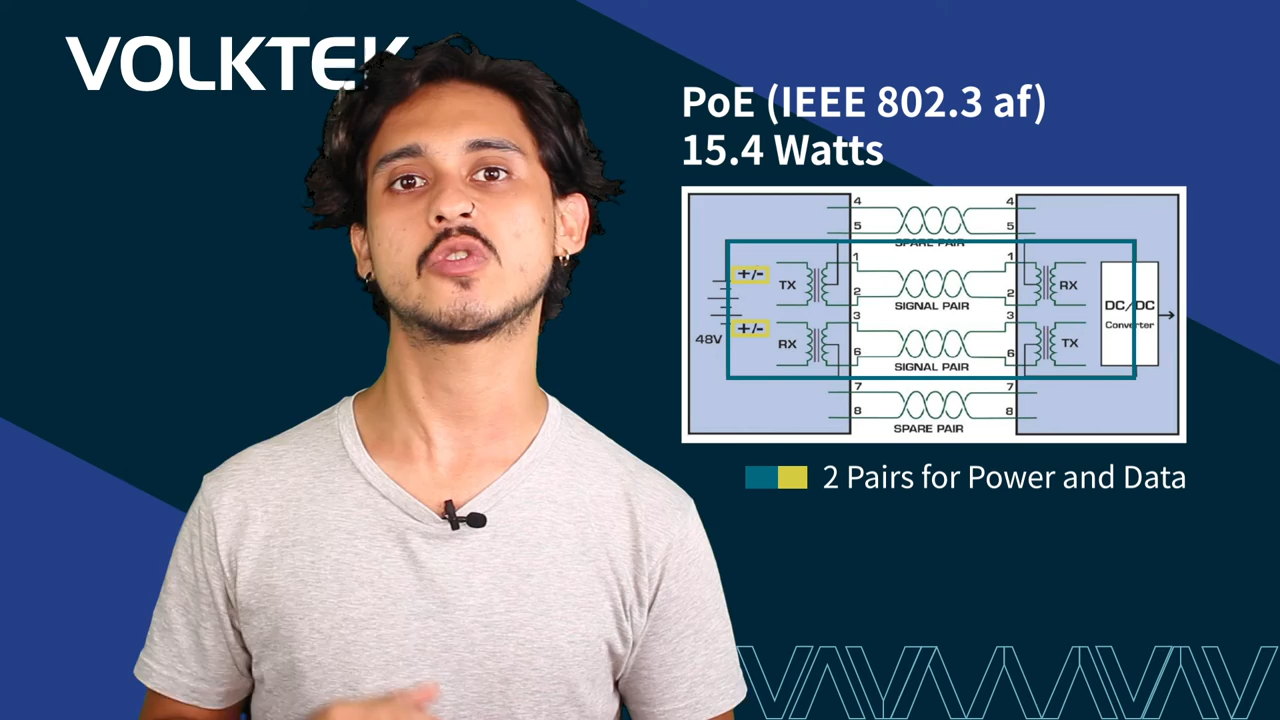 VOLKTEK
PoE (IEEE 802.3 af)
15.4 Watts
4 4
5 5
SPARE PAIR
1 1
+/- TX RX
2 2
SIGNAL PAIR
DC/DC
Converter
3 3
+/-
48V RX TX
6 6
SIGNAL PAIR
7 7
8 8
SPARE PAIR
2 Pairs for Power and Data